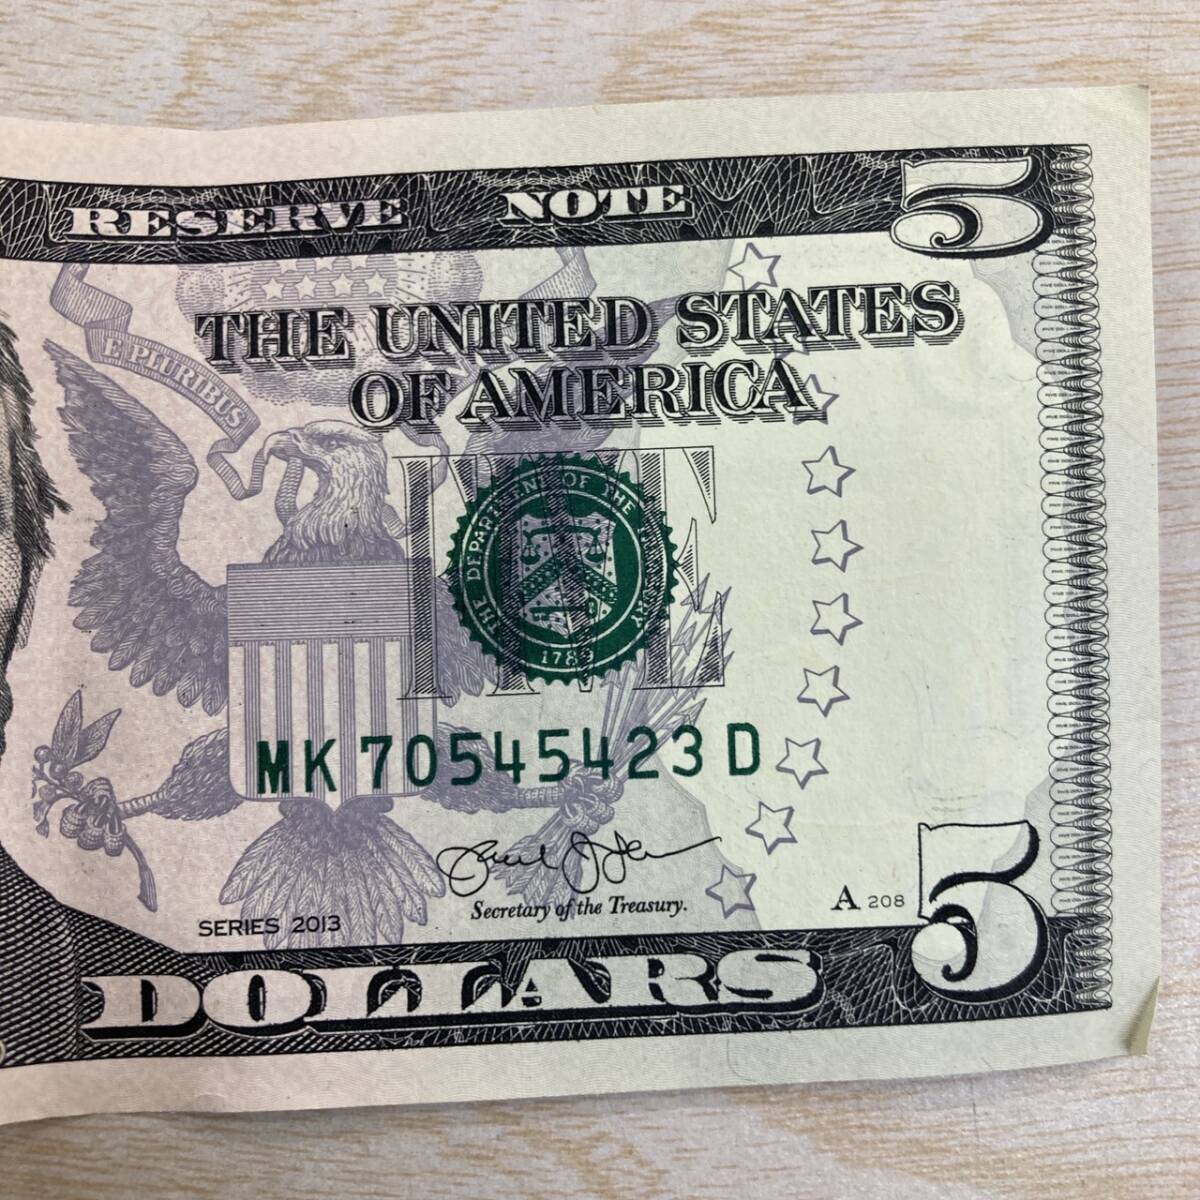 RESERVE NOTE
5
E PLURIBUS
THE UNITED STATES
OF AMERICA
FIVE
THE DEPARTMENT OF THE TREASURY
1789
MK 70545423 D
Secretary of the Treasury.
SERIES 2013
A 208
5
DOLLARS